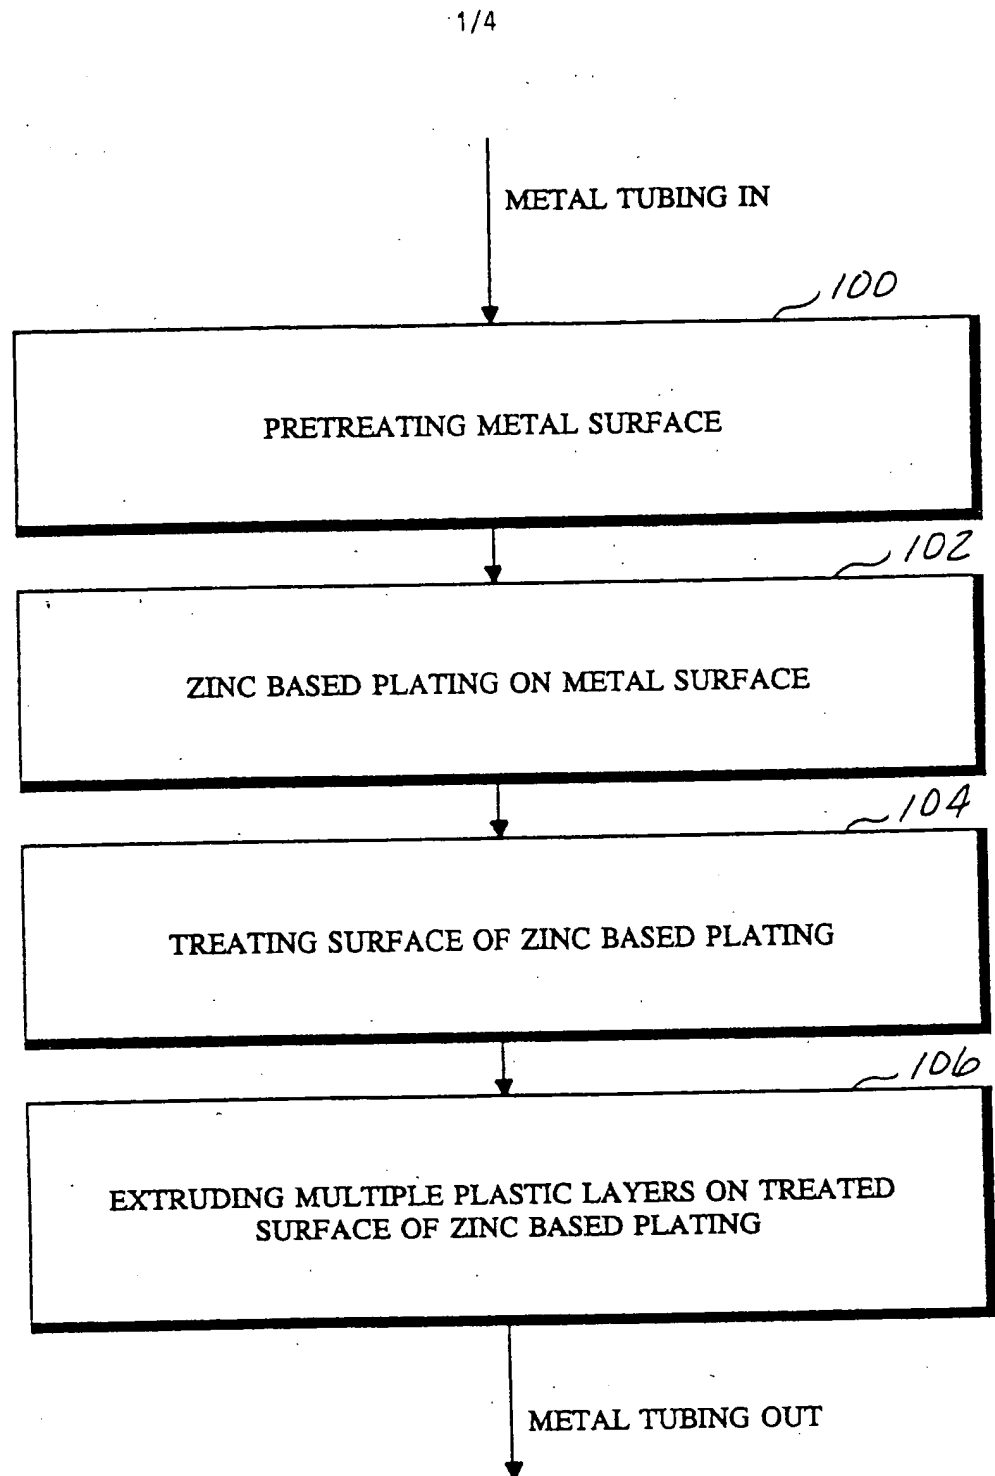 1/4
METAL TUBING IN
100
PRETREATING METAL SURFACE
102
ZINC BASED PLATING ON METAL SURFACE
104
TREATING SURFACE OF ZINC BASED PLATING
106
EXTRUDING MULTIPLE PLASTIC LAYERS ON TREATED
SURFACE OF ZINC BASED PLATING
METAL TUBING OUT